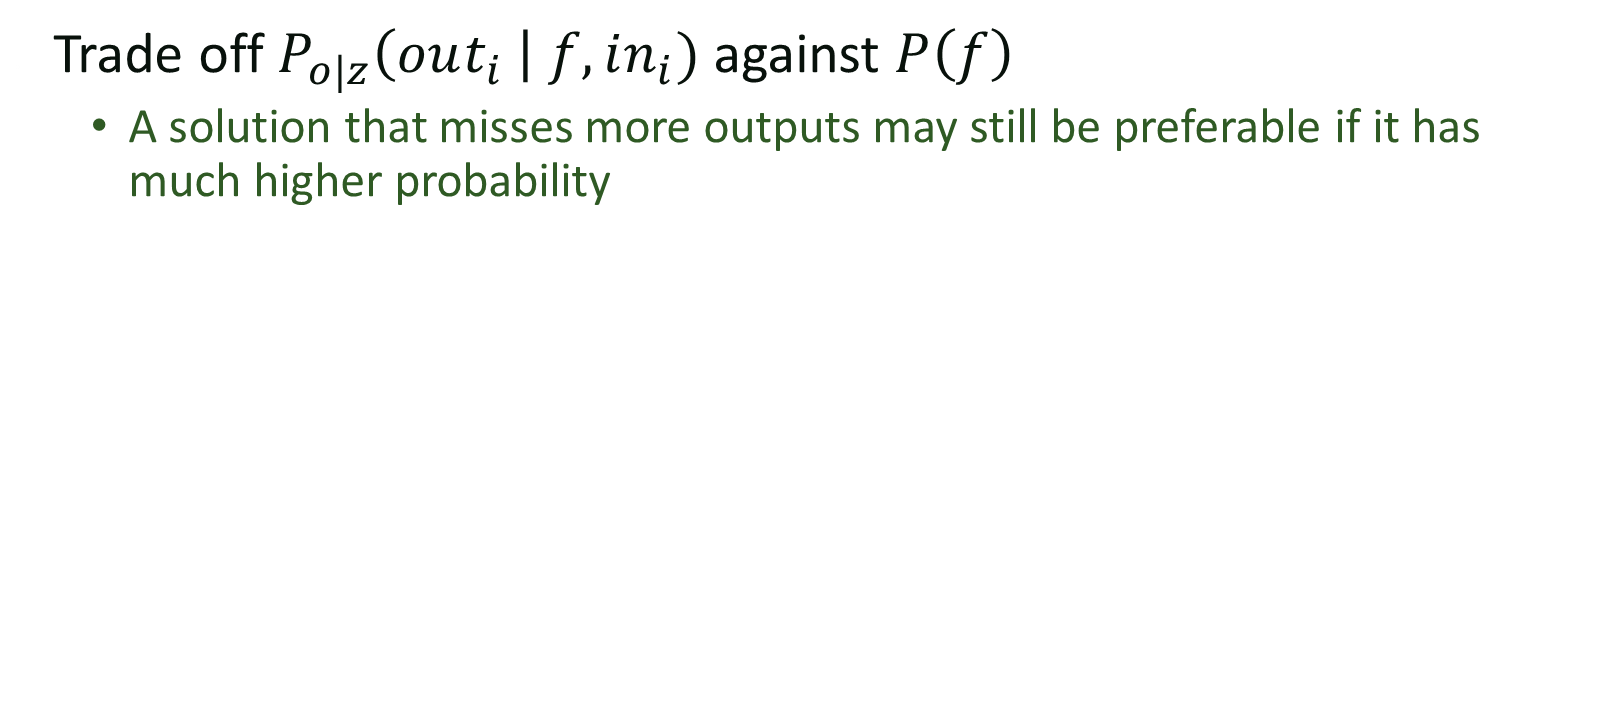 Trade off P_{o|z}(out_i | f, in_i) against P(f)
• A solution that misses more outputs may still be preferable if it has
much higher probability